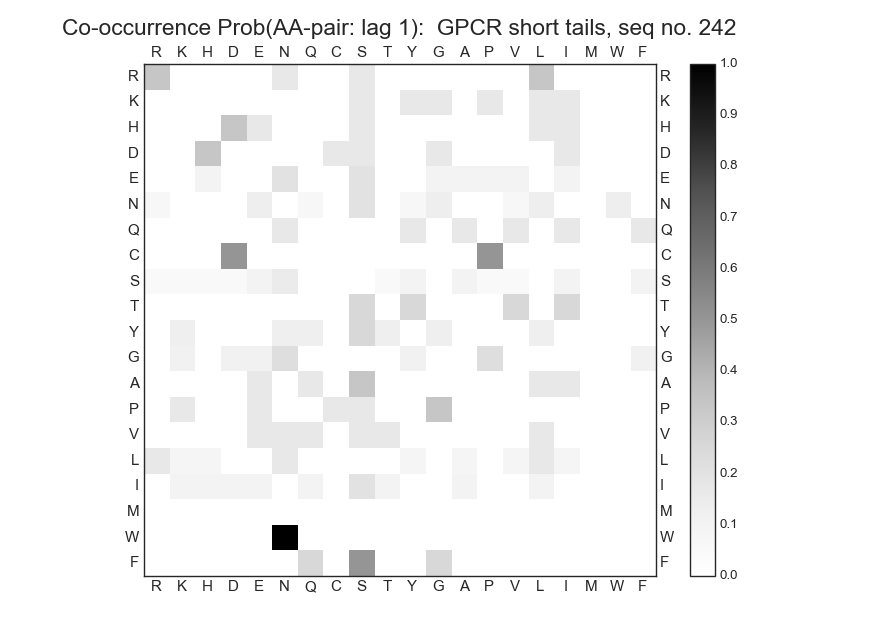 Co-occurrence Prob(AA-pair: lag 1):  GPCR short tails, seq no. 242
R K H D E N Q C S T Y G A P V L I M W F
R R 1.0
K K 0.9
H H
D D 0.8
E E
N N 0.7
Q Q 0.6
C C
S S 0.5
T T
Y Y 0.4
G G
A A 0.3
P P
V V 0.2
L L
I I 0.1
M M
W W
F F 0.0
R K H D E N Q C S T Y G A P V L I M W F